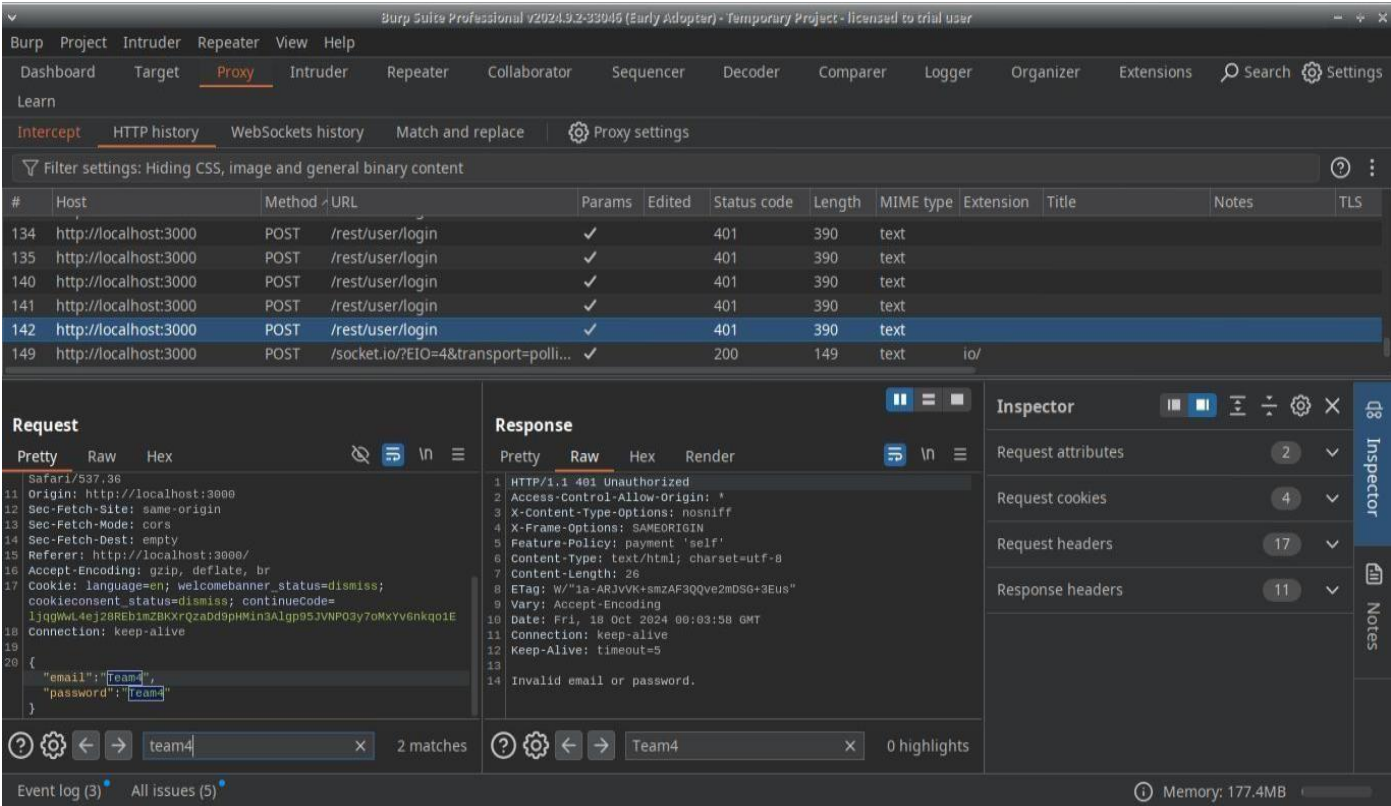 Burp Suite Professional v2024.9.2-33046 (Early Adopter) - Temporary Project - licensed to trial user
Burp Project Intruder Repeater View Help
Dashboard Target Proxy Intruder Repeater Collaborator Sequencer Decoder Comparer Logger Organizer Extensions Search Settings
Learn
Intercept HTTP history WebSockets history Match and replace Proxy settings
Filter settings: Hiding CSS, image and general binary content
# Host Method URL Params Edited Status code Length MIME type Extension Title Notes TLS
134 http://localhost:3000 POST /rest/user/login ✓ 401 390 text
135 http://localhost:3000 POST /rest/user/login ✓ 401 390 text
140 http://localhost:3000 POST /rest/user/login ✓ 401 390 text
141 http://localhost:3000 POST /rest/user/login ✓ 401 390 text
142 http://localhost:3000 POST /rest/user/login ✓ 401 390 text
149 http://localhost:3000 POST /socket.io/?EIO=4&transport=polli... ✓ 200 149 text io/
Request
Pretty Raw Hex \n
Safari/537.36
11 Origin: http://localhost:3000
12 Sec-Fetch-Site: same-origin
13 Sec-Fetch-Mode: cors
14 Sec-Fetch-Dest: empty
15 Referer: http://localhost:3000/
16 Accept-Encoding: gzip, deflate, br
17 Cookie: language=en; welcomebanner_status=dismiss;
cookieconsent_status=dismiss; continueCode=
ljqgWwL4ej28REb1mZBKXrQzaDd9pHMin3Algp95JVNPO3y7oMxYv6nkqo1E
18 Connection: keep-alive
19
20 {
"email":"Team4",
"password":"Team4"
}
team4 2 matches
Response
Pretty Raw Hex Render \n
1 HTTP/1.1 401 Unauthorized
2 Access-Control-Allow-Origin: *
3 X-Content-Type-Options: nosniff
4 X-Frame-Options: SAMEORIGIN
5 Feature-Policy: payment 'self'
6 Content-Type: text/html; charset=utf-8
7 Content-Length: 26
8 ETag: W/"1a-ARJvVK+smzAF3QQve2mDSG+3Eus"
9 Vary: Accept-Encoding
10 Date: Fri, 18 Oct 2024 00:03:58 GMT
11 Connection: keep-alive
12 Keep-Alive: timeout=5
13
14 Invalid email or password.
Team4 0 highlights
Inspector
Request attributes 2
Request cookies 4
Request headers 17
Response headers 11
Inspector
Notes
Event log (3) All issues (5) Memory: 177.4MB